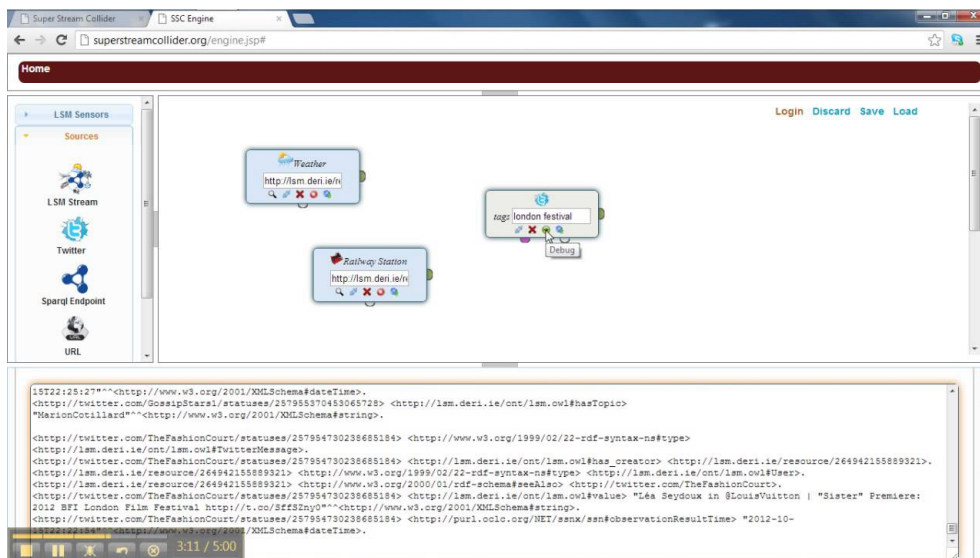 Super Stream Collider
SSC Engine
superstreamcollider.org/engine.jsp#
Home
LSM Sensors
Sources
LSM Stream
Twitter
Sparql Endpoint
URL
Login Discard Save Load
Weather
http://lsm.deri.ie/r
tags london festival
Debug
Railway Station
http://lsm.deri.ie/r
15T22:25:27"^^<http://www.w3.org/2001/XMLSchema#dateTime>.
<http://twitter.com/GossipStars1/statuses/257955370453065728> <http://lsm.deri.ie/ont/lsm.owl#hasTopic>
"MarionCotillard"^^<http://www.w3.org/2001/XMLSchema#string>.
<http://twitter.com/TheFashionCourt/statuses/257954730238685184> <http://www.w3.org/1999/02/22-rdf-syntax-ns#type>
<http://lsm.deri.ie/ont/lsm.owl#TwitterMessage>.
<http://twitter.com/TheFashionCourt/statuses/257954730238685184> <http://lsm.deri.ie/ont/lsm.owl#has_creator> <http://lsm.deri.ie/resource/264942155889321>.
<http://lsm.deri.ie/resource/264942155889321> <http://www.w3.org/1999/02/22-rdf-syntax-ns#type> <http://lsm.deri.ie/ont/lsm.owl#User>.
<http://lsm.deri.ie/resource/264942155889321> <http://www.w3.org/2000/01/rdf-schema#seeAlso> <http://twitter.com/TheFashionCourt>.
<http://twitter.com/TheFashionCourt/statuses/257954730238685184> <http://lsm.deri.ie/ont/lsm.owl#value> "Léa Seydoux in @LouisVuitton | "Sister" Premiere:
2012 BFI London Film Festival http://t.co/SffSZny0"^^<http://www.w3.org/2001/XMLSchema#string>.
<http://twitter.com/TheFashionCourt/statuses/257954730238685184> <http://purl.oclc.org/NET/ssnx/ssn#observationResultTime> "2012-10-
15T22:22:54"^^<http://www.w3.org/2001/XMLSchema#dateTime>.
3:11 / 5:00